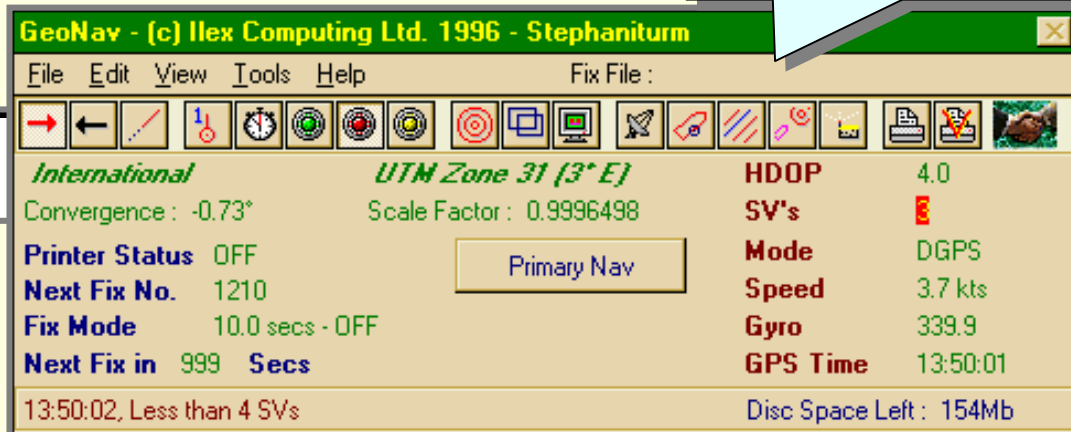 GeoNav - (c) Ilex Computing Ltd. 1996 - Stephaniturm
File Edit View Tools Help Fix File :
International UTM Zone 31 (3° E) HDOP 4.0
Convergence : -0.73° Scale Factor : 0.9996498 SV's 3
Printer Status OFF Primary Nav Mode DGPS
Next Fix No. 1210 Speed 3.7 kts
Fix Mode 10.0 secs - OFF Gyro 339.9
Next Fix in 999 Secs GPS Time 13:50:01
13:50:02, Less than 4 SVs Disc Space Left : 154Mb